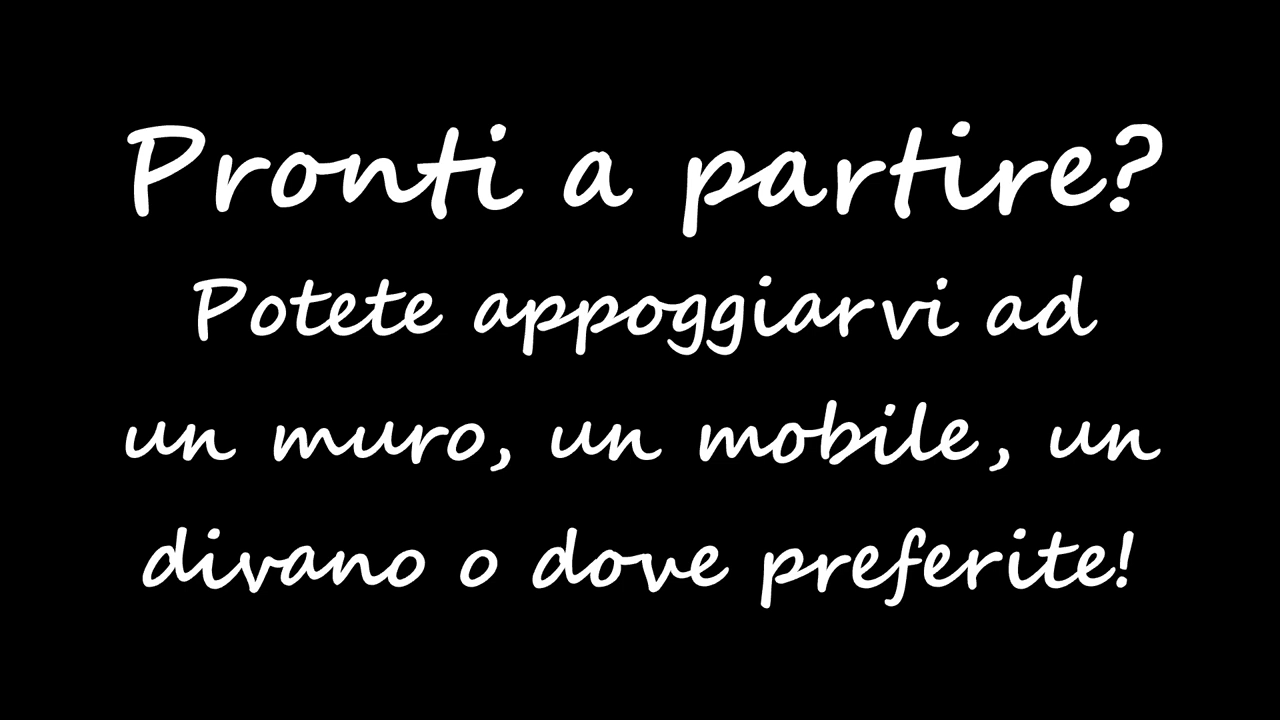 Pronti a partire?
Potete appoggiarvi ad
un muro, un mobile, un
divano o dove preferite!